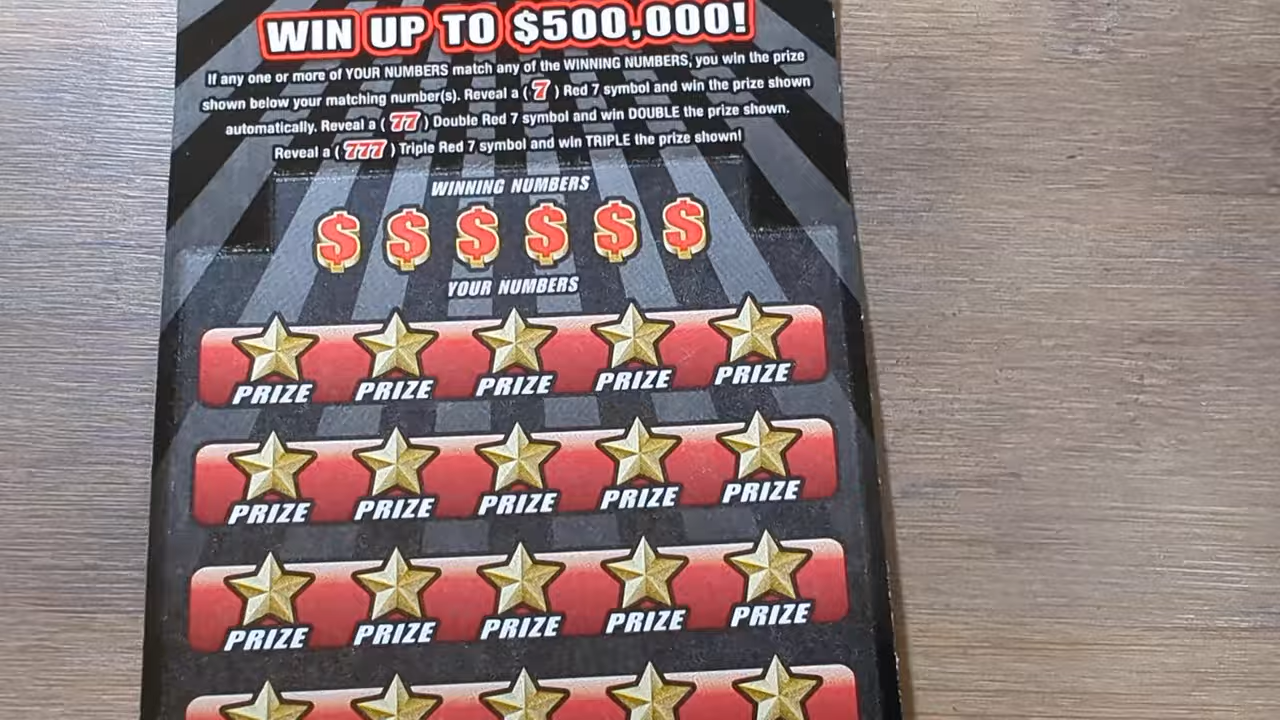 WIN UP TO $500,000!
If any one or more of YOUR NUMBERS match any of the WINNING NUMBERS, you win the prize
shown below your matching number(s). Reveal a ( 7 ) Red 7 symbol and win the prize shown
automatically. Reveal a ( 77 ) Double Red 7 symbol and win DOUBLE the prize shown.
Reveal a ( 777 ) Triple Red 7 symbol and win TRIPLE the prize shown!
WINNING NUMBERS
$ $ $ $ $ $
YOUR NUMBERS
PRIZE PRIZE PRIZE PRIZE PRIZE
PRIZE PRIZE PRIZE PRIZE PRIZE
PRIZE PRIZE PRIZE PRIZE PRIZE